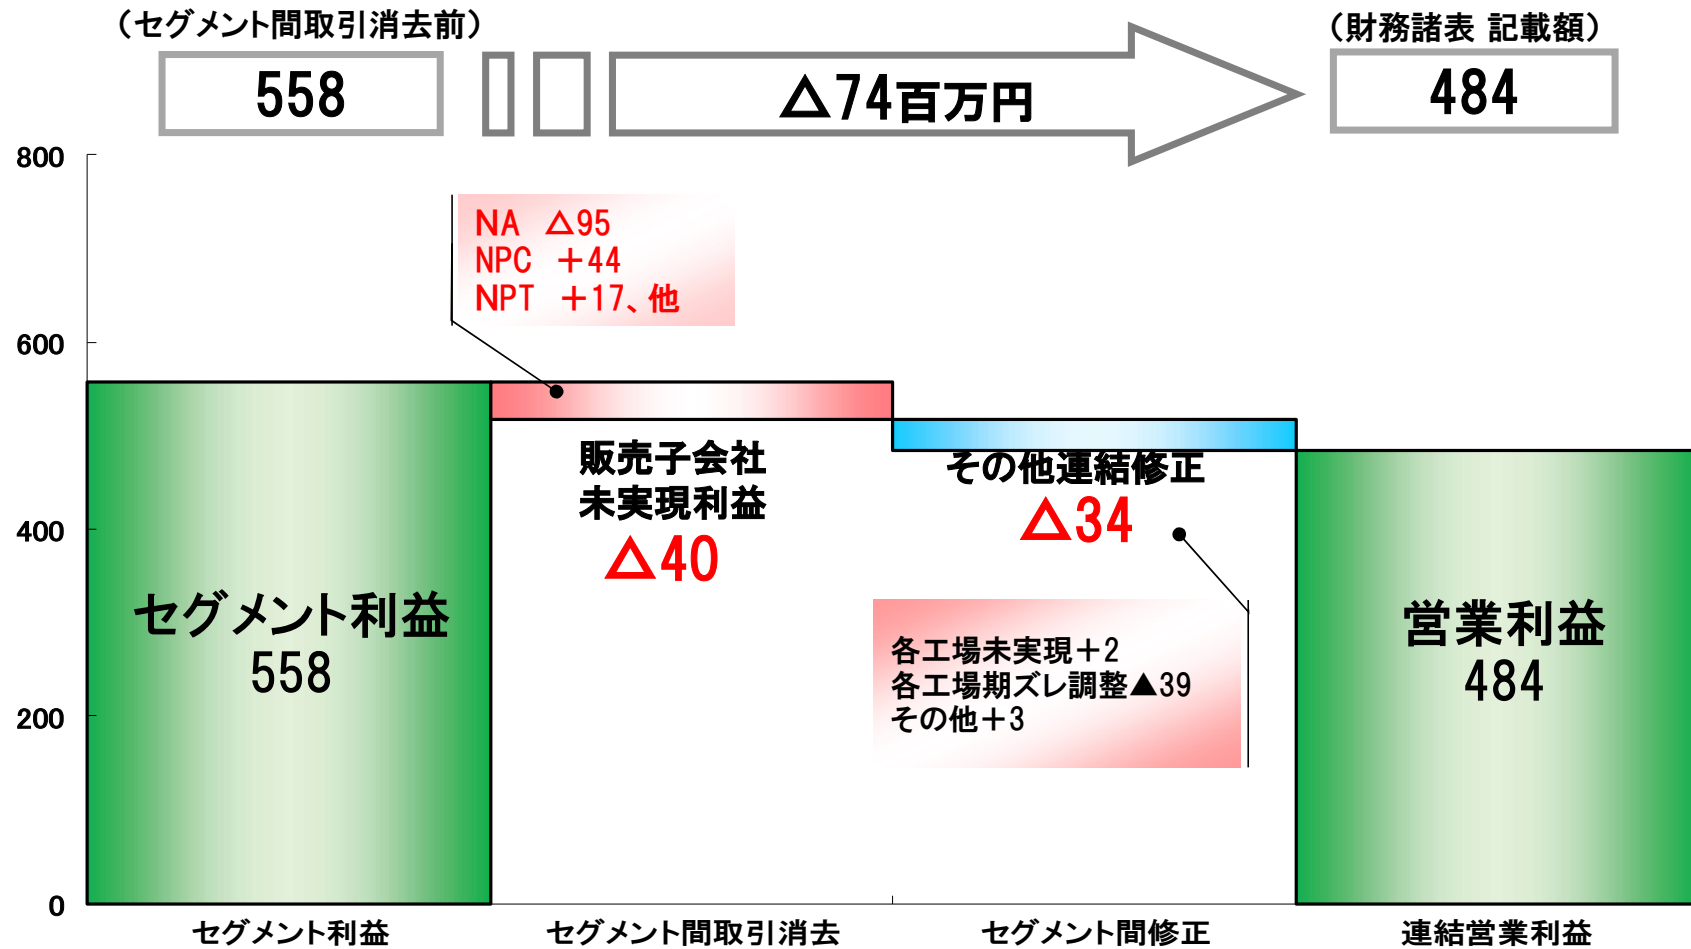 (セグメント間取引消去前)
(財務諸表 記載額)
558
△74百万円
484
800
600
400
200
0
NA △95
NPC +44
NPT +17、他
販売子会社
未実現利益
△40
その他連結修正
△34
セグメント利益
558
各工場未実現+2
各工場期ズレ調整▲39
その他+3
営業利益
484
セグメント利益
セグメント間取引消去
セグメント間修正
連結営業利益